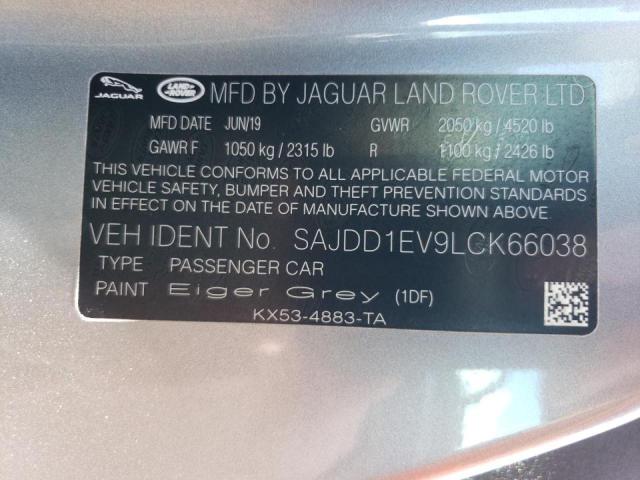 JAGUAR LAND ROVER MFD BY JAGUAR LAND ROVER LTD
MFD DATE JUN/19 GVWR 2050 kg / 4520 lb
GAWR F 1050 kg / 2315 lb R 1100 kg / 2426 lb
THIS VEHICLE CONFORMS TO ALL APPLICABLE FEDERAL MOTOR
VEHICLE SAFETY, BUMPER AND THEFT PREVENTION STANDARDS
IN EFFECT ON THE DATE OF MANUFACTURE SHOWN ABOVE.
VEH IDENT No. SAJDD1EV9LCK66038
TYPE PASSENGER CAR
PAINT Eiger Grey (1DF)
KX53-4883-TA